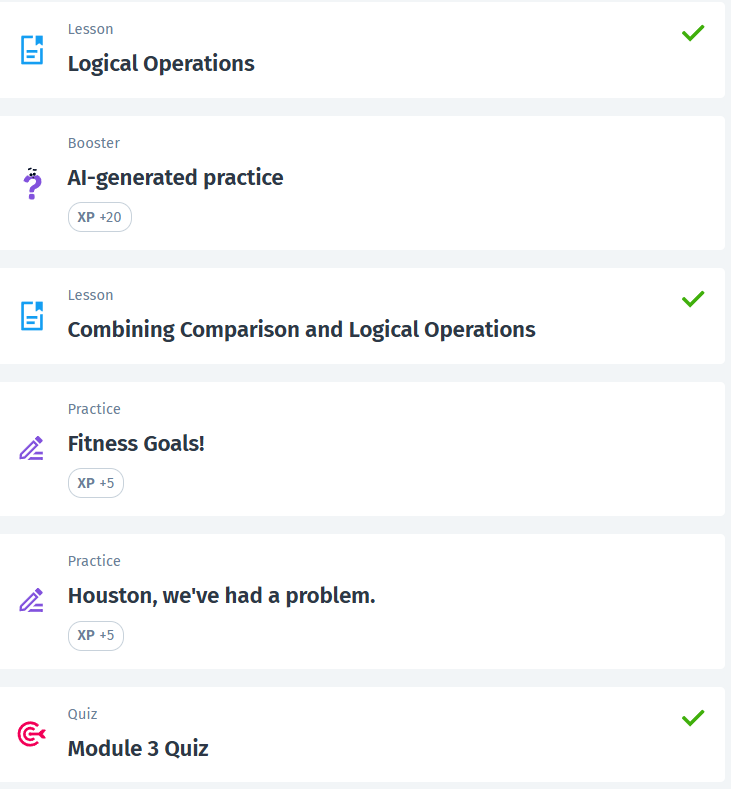 Lesson
Logical Operations
Booster
AI-generated practice
XP +20
Lesson
Combining Comparison and Logical Operations
Practice
Fitness Goals!
XP +5
Practice
Houston, we've had a problem.
XP +5
Quiz
Module 3 Quiz